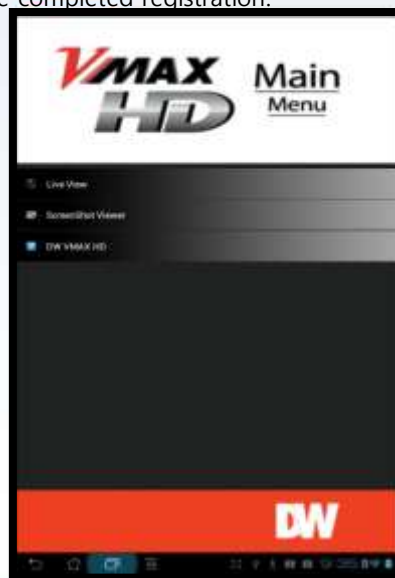 completed registration.
VMAX
HD
Main
Menu
Live View
ScreenShot Viewer
DW VMAX HD
DW